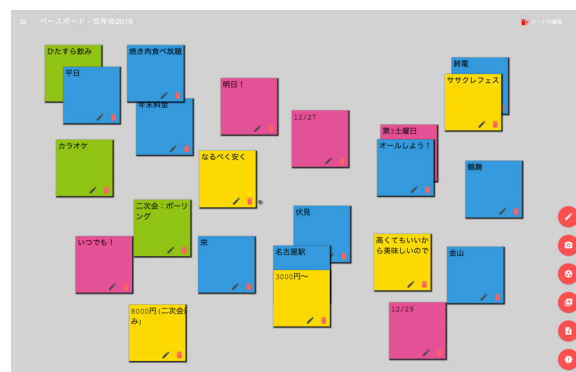 ベースボード - 忘年会2016
カードの編集
ひたすら飲み
平日
焼き肉食べ放題
年末料金
明日！
12/27
終電
ササクレフェス
カラオケ
なるべく安く
第3土曜日
オールしよう！
鶴舞
二次会：ボーリ
ング
伏見
いつでも！
栄
名古屋駅
3000円〜
高くてもいいか
ら美味しいので
金山
8000円(二次会込
み)
12/29